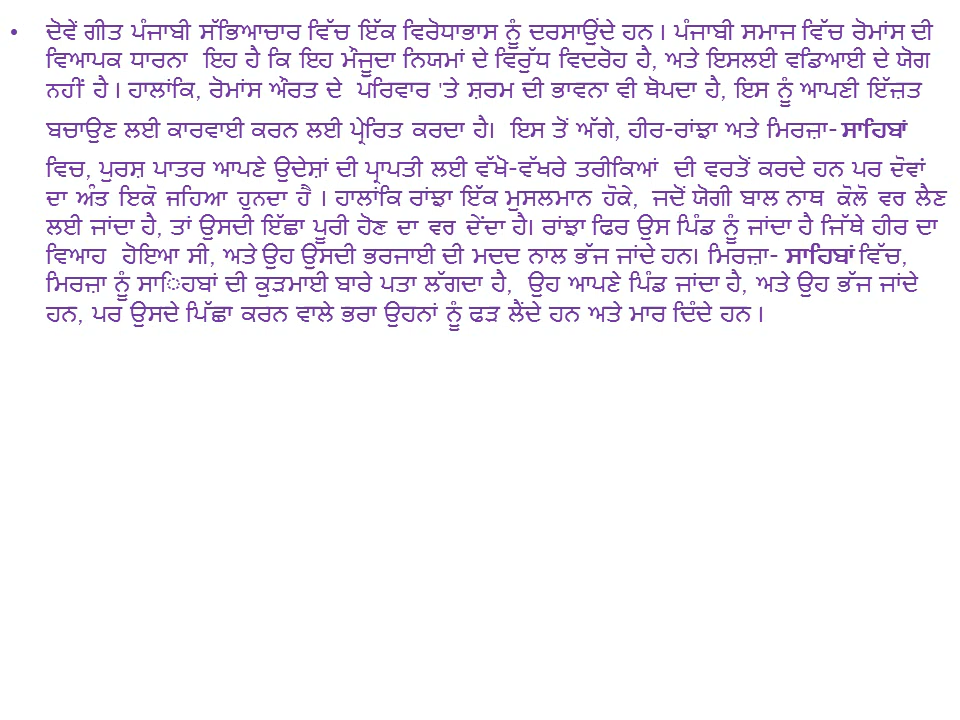 • ਦੋਵੇਂ ਗੀਤ ਪੰਜਾਬੀ ਸੱਭਿਆਚਾਰ ਵਿੱਚ ਇੱਕ ਵਿਰੋਧਾਭਾਸ ਨੂੰ ਦਰਸਾਉਂਦੇ ਹਨ। ਪੰਜਾਬੀ ਸਮਾਜ ਵਿੱਚ ਰੋਮਾਂਸ ਦੀ
ਵਿਆਪਕ ਧਾਰਨਾ ਇਹ ਹੈ ਕਿ ਇਹ ਮੌਜੂਦਾ ਨਿਯਮਾਂ ਦੇ ਵਿਰੁੱਧ ਵਿਦਰੋਹ ਹੈ, ਅਤੇ ਇਸਲਈ ਵਡਿਆਈ ਦੇ ਯੋਗ
ਨਹੀਂ ਹੈ। ਹਾਲਾਂਕਿ, ਰੋਮਾਂਸ ਔਰਤ ਦੇ ਪਰਿਵਾਰ 'ਤੇ ਸ਼ਰਮ ਦੀ ਭਾਵਨਾ ਵੀ ਥੋਪਦਾ ਹੈ, ਇਸ ਨੂੰ ਆਪਣੀ ਇੱਜ਼ਤ
ਬਚਾਉਣ ਲਈ ਕਾਰਵਾਈ ਕਰਨ ਲਈ ਪ੍ਰੇਰਿਤ ਕਰਦਾ ਹੈ। ਇਸ ਤੋਂ ਅੱਗੇ, ਹੀਰ-ਰਾਂਝਾ ਅਤੇ ਮਿਰਜ਼ਾ- ਸਾਹਿਬਾਂ
ਵਿਚ, ਪੁਰਸ਼ ਪਾਤਰ ਆਪਣੇ ਉਦੇਸ਼ਾਂ ਦੀ ਪ੍ਰਾਪਤੀ ਲਈ ਵੱਖੋ-ਵੱਖਰੇ ਤਰੀਕਿਆਂ ਦੀ ਵਰਤੋਂ ਕਰਦੇ ਹਨ ਪਰ ਦੋਵਾਂ
ਦਾ ਅੰਤ ਇਕੋ ਜਹਿਆ ਹੁਨਦਾ ਹੈ । ਹਾਲਾਂਕਿ ਰਾਂਝਾ ਇੱਕ ਮੁਸਲਮਾਨ ਹੋਕੇ, ਜਦੋਂ ਯੋਗੀ ਬਾਲ ਨਾਥ ਕੋਲੋ ਵਰ ਲੈਣ
ਲਈ ਜਾਂਦਾ ਹੈ, ਤਾਂ ਉਸਦੀ ਇੱਛਾ ਪੂਰੀ ਹੋਣ ਦਾ ਵਰ ਦੇਂਦਾ ਹੈ। ਰਾਂਝਾ ਫਿਰ ਉਸ ਪਿੰਡ ਨੂੰ ਜਾਂਦਾ ਹੈ ਜਿੱਥੇ ਹੀਰ ਦਾ
ਵਿਆਹ ਹੋਇਆ ਸੀ, ਅਤੇ ਉਹ ਉਸਦੀ ਭਰਜਾਈ ਦੀ ਮਦਦ ਨਾਲ ਭੱਜ ਜਾਂਦੇ ਹਨ। ਮਿਰਜ਼ਾ- ਸਾਹਿਬਾਂ ਵਿੱਚ,
ਮਿਰਜ਼ਾ ਨੂੰ ਸਾਿਹਬਾਂ ਦੀ ਕੁੜਮਾਈ ਬਾਰੇ ਪਤਾ ਲੱਗਦਾ ਹੈ, ਉਹ ਆਪਣੇ ਪਿੰਡ ਜਾਂਦਾ ਹੈ, ਅਤੇ ਉਹ ਭੱਜ ਜਾਂਦੇ
ਹਨ, ਪਰ ਉਸਦੇ ਪਿੱਛਾ ਕਰਨ ਵਾਲੇ ਭਰਾ ਉਹਨਾਂ ਨੂੰ ਫੜ ਲੈਂਦੇ ਹਨ ਅਤੇ ਮਾਰ ਦਿੰਦੇ ਹਨ।